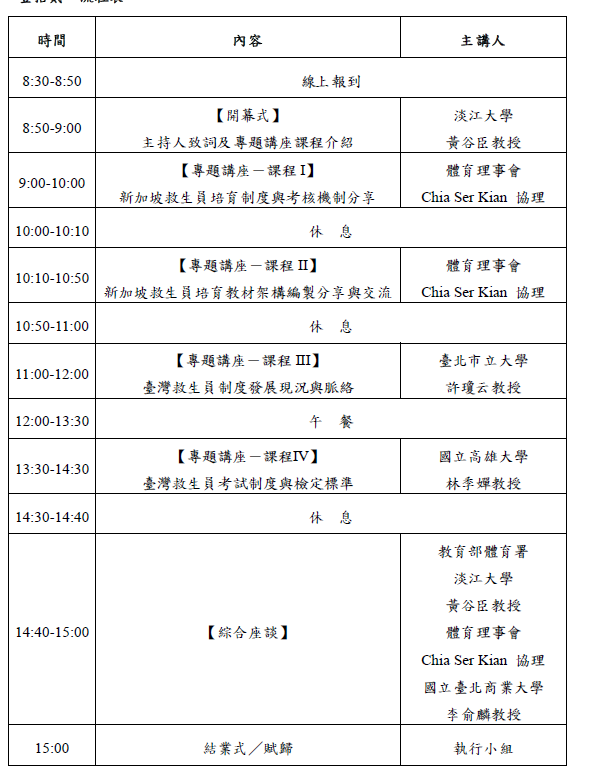 時間 內容 主講人
8:30-8:50 線上報到
8:50-9:00
【開幕式】
主持人致詞及專題講座課程介紹
淡江大學
黃谷臣教授
9:00-10:00
【專題講座－課程 I】
新加坡救生員培育制度與考核機制分享
體育理事會
Chia Ser Kian 協理
10:00-10:10 休 息
10:10-10:50
【專題講座－課程 II】
新加坡救生員培育教材架構編製分享與交流
體育理事會
Chia Ser Kian 協理
10:50-11:00 休 息
11:00-12:00
【專題講座－課程 III】
臺灣救生員制度發展現況與脈絡
臺北市立大學
許瓊云教授
12:00-13:30 午 餐
13:30-14:30
【專題講座－課程IV】
臺灣救生員考試制度與檢定標準
國立高雄大學
林季嬋教授
14:30-14:40 休 息
14:40-15:00
【綜合座談】
教育部體育署
淡江大學
黃谷臣教授
體育理事會
Chia Ser Kian 協理
國立臺北商業大學
李俞麟教授
15:00 結業式／賦歸 執行小組